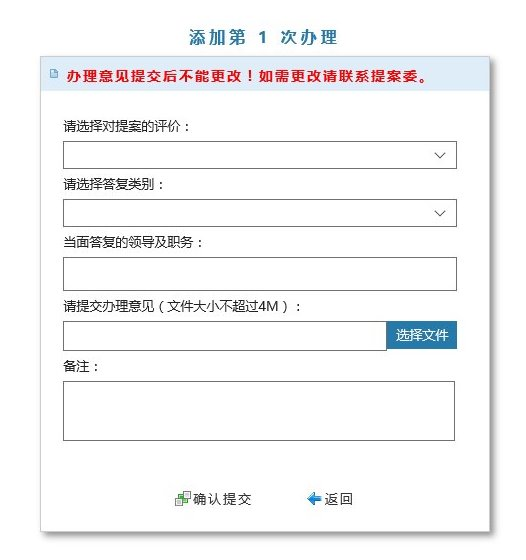 添加第 1 次办理
办理意见提交后不能更改！如需更改请联系提案委。
请选择对提案的评价：
请选择答复类别：
当面答复的领导及职务：
请提交办理意见（文件大小不超过4M）：
选择文件
备注：
确认提交 返回